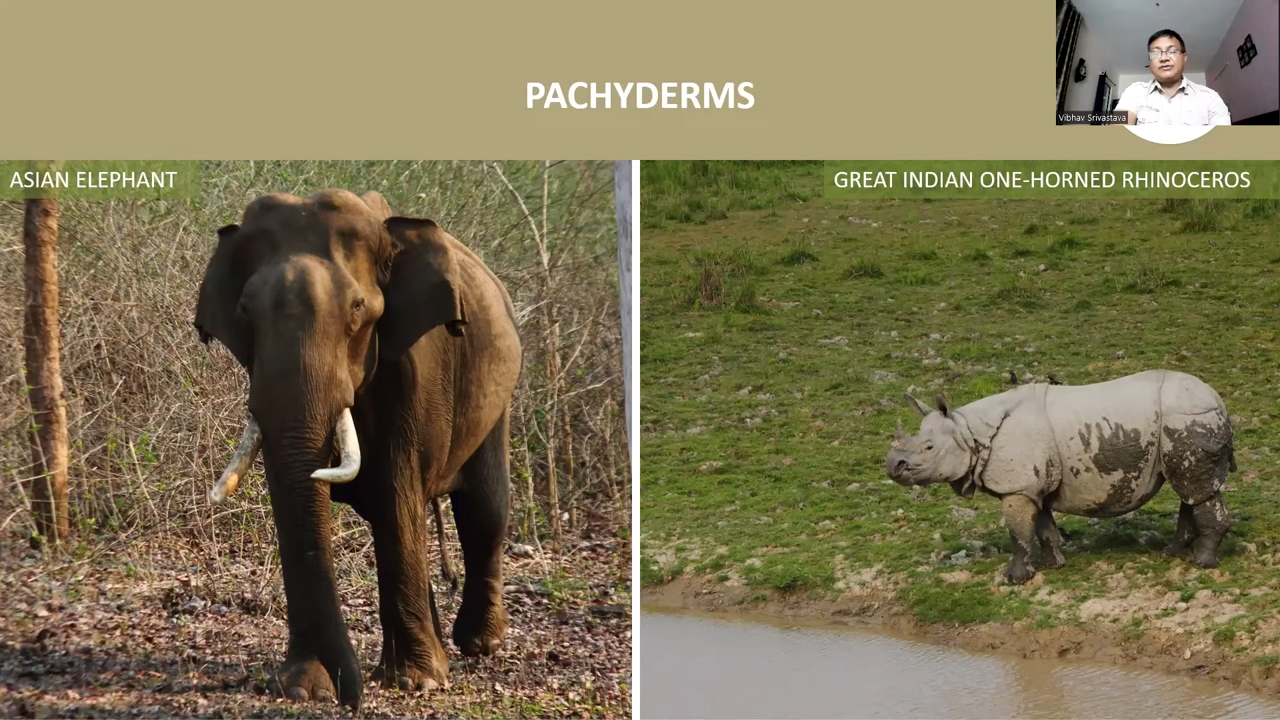 PACHYDERMS
Vibhav Srivastava
ASIAN ELEPHANT
GREAT INDIAN ONE-HORNED RHINOCEROS